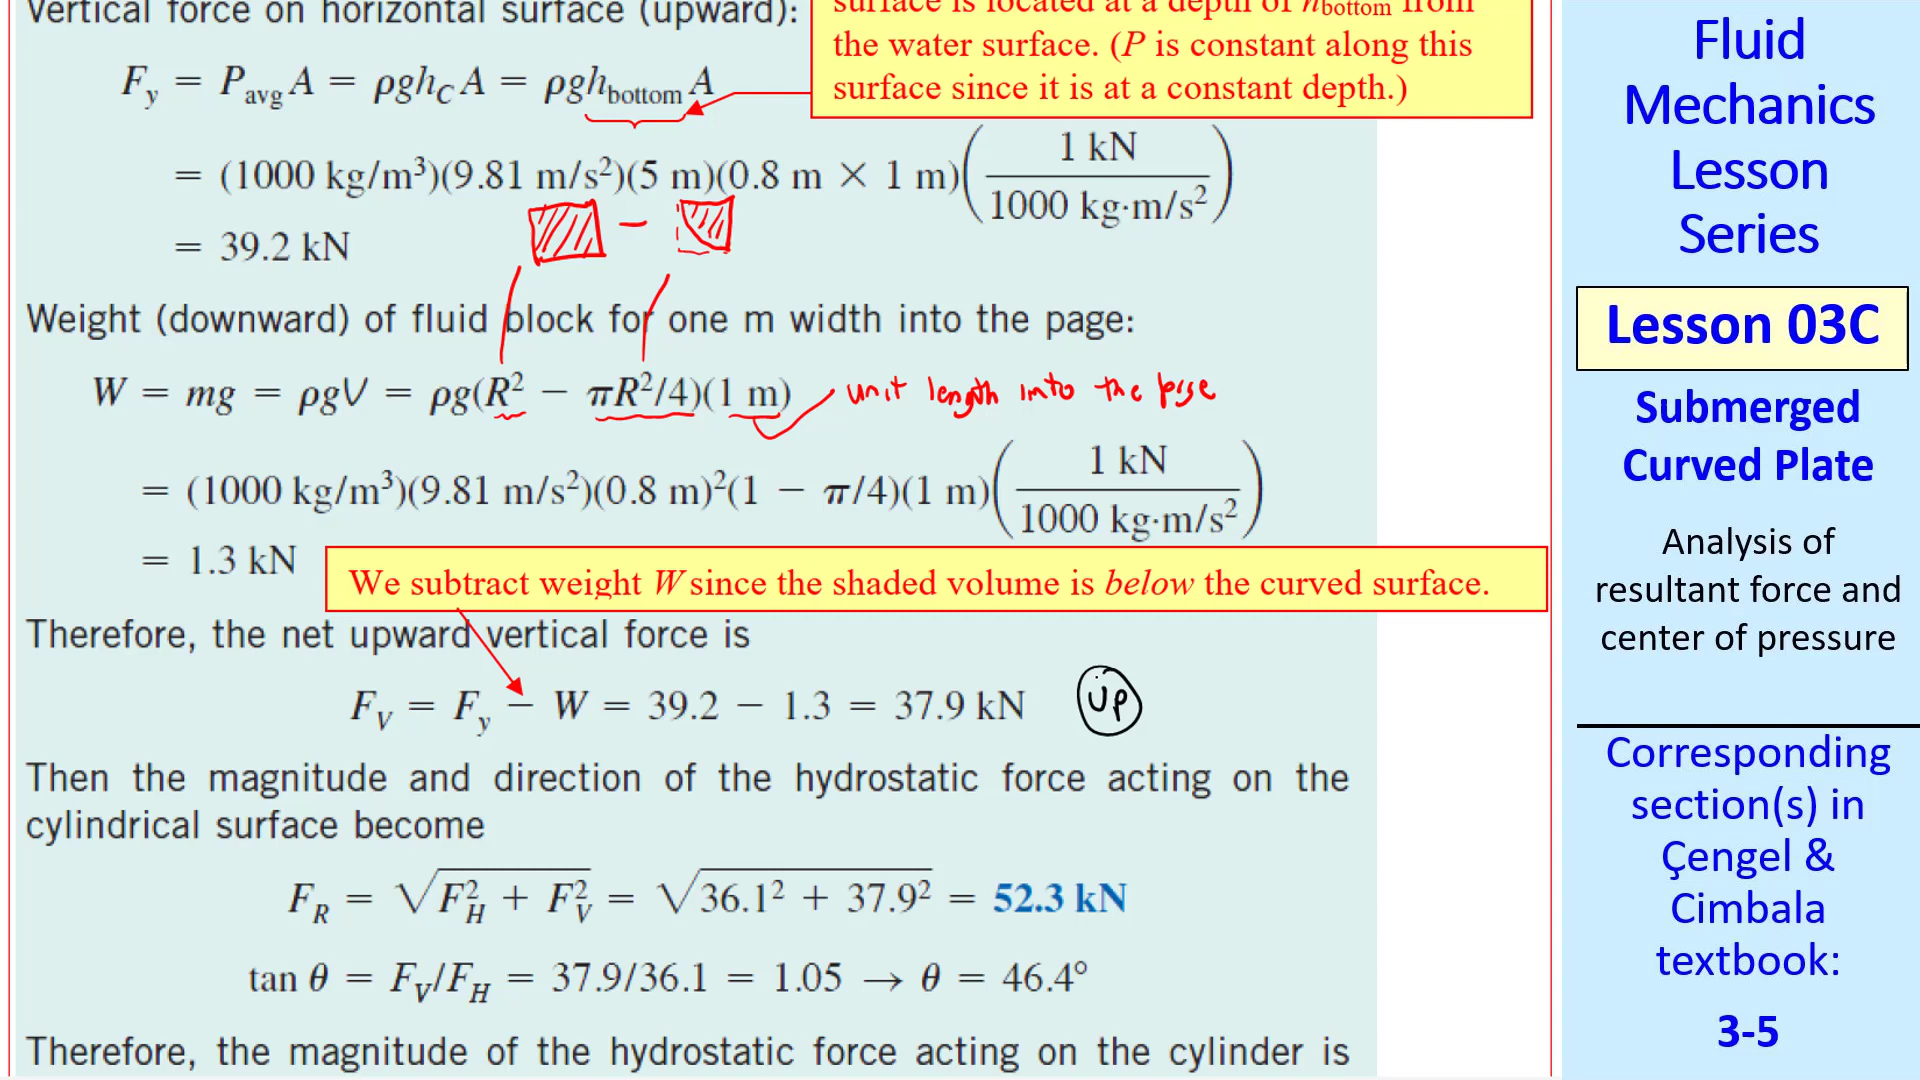 Vertical force on horizontal surface (upward):
surface is located at a depth of h_bottom from
the water surface. (P is constant along this
surface since it is at a constant depth.)
F_y = P_avg A = ρgh_C A = ρgh_bottom A
= (1000 kg/m³)(9.81 m/s²)(5 m)(0.8 m × 1 m)(1 kN / 1000 kg·m/s²)
= 39.2 kN
Weight (downward) of fluid block for one m width into the page:
W = mg = ρgV = ρg(R² − πR²/4)(1 m)
unit length into the page
= (1000 kg/m³)(9.81 m/s²)(0.8 m)²(1 − π/4)(1 m)(1 kN / 1000 kg·m/s²)
= 1.3 kN
We subtract weight W since the shaded volume is below the curved surface.
Therefore, the net upward vertical force is
F_V = F_y − W = 39.2 − 1.3 = 37.9 kN
UP
Then the magnitude and direction of the hydrostatic force acting on the
cylindrical surface become
F_R = √(F_H² + F_V²) = √(36.1² + 37.9²) = 52.3 kN
tan θ = F_V/F_H = 37.9/36.1 = 1.05 → θ = 46.4°
Therefore, the magnitude of the hydrostatic force acting on the cylinder is
Fluid
Mechanics
Lesson
Series
Lesson 03C
Submerged
Curved Plate
Analysis of
resultant force and
center of pressure
Corresponding
section(s) in
Çengel &
Cimbala
textbook:
3-5